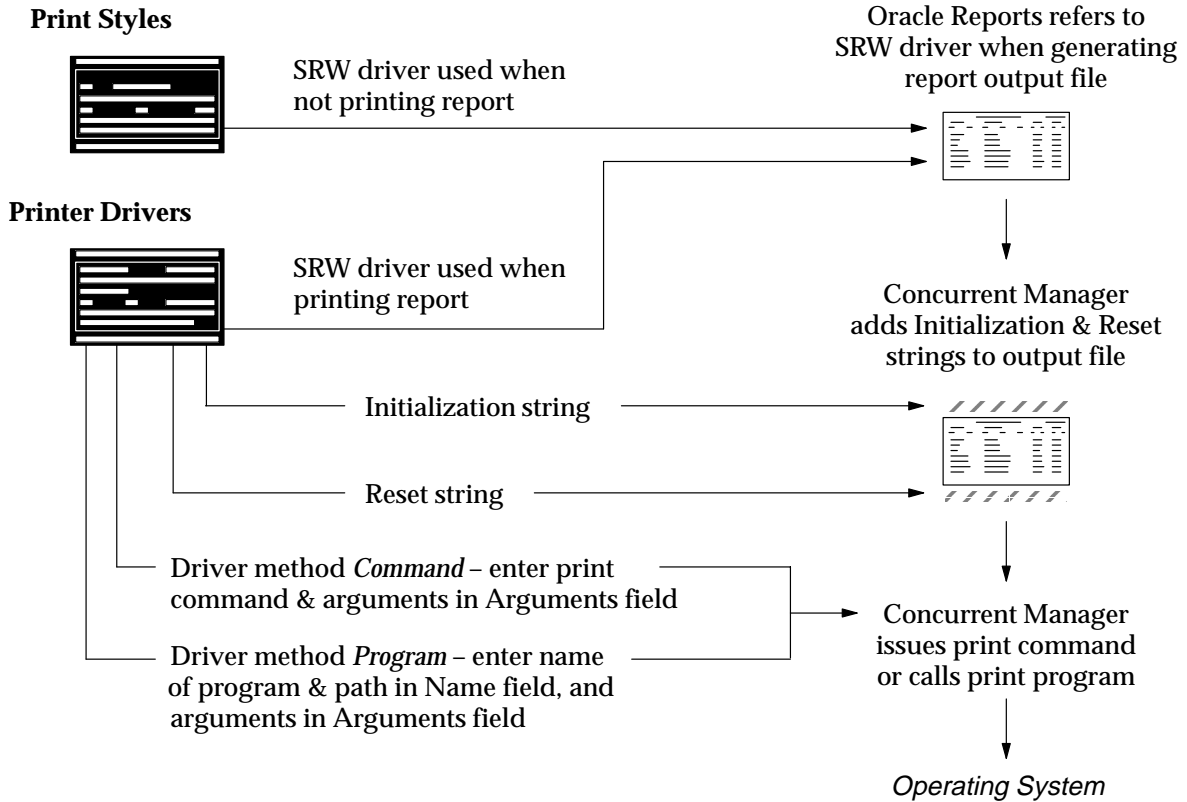 Print Styles
Oracle Reports refers to
SRW driver when generating
report output file
SRW driver used when
not printing report
Printer Drivers
SRW driver used when
printing report
Concurrent Manager
adds Initialization & Reset
strings to output file
Initialization string
Reset string
Driver method Command – enter print
command & arguments in Arguments field
Driver method Program – enter name
of program & path in Name field, and
arguments in Arguments field
Concurrent Manager
issues print command
or calls print program
Operating System